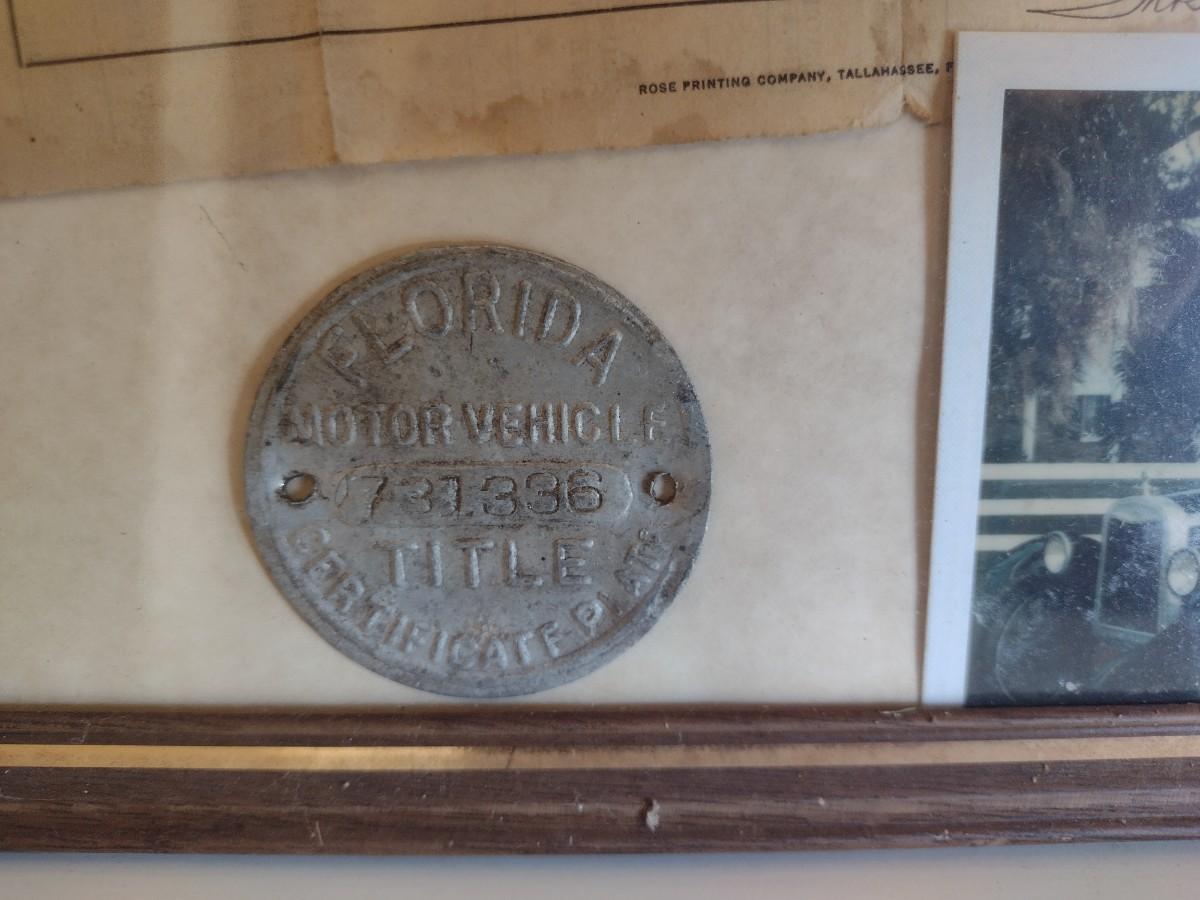 ROSE PRINTING COMPANY, TALLAHASSEE, F
FLORIDA
MOTOR VEHICLE
731336
TITLE
CERTIFICATE PLATE